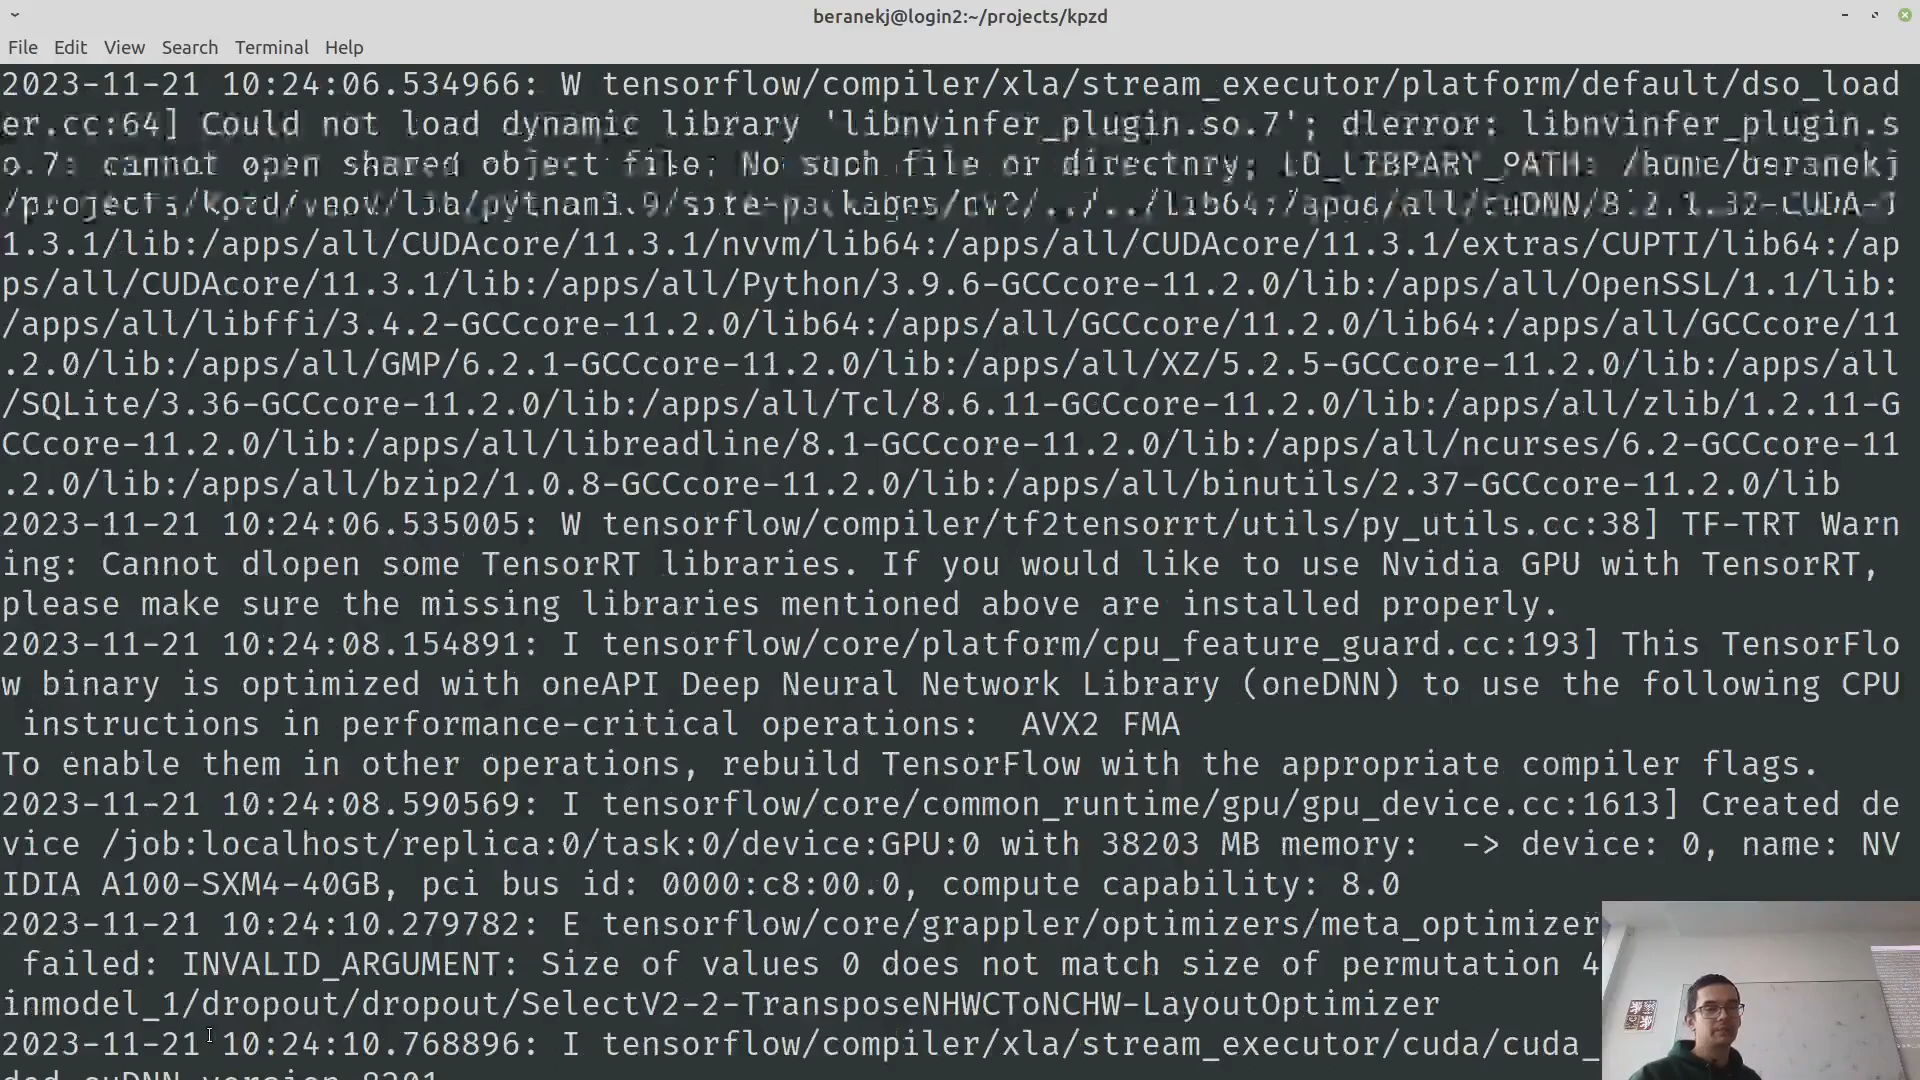 beranekj@login2:~/projects/kpzd
File Edit View Search Terminal Help
2023-11-21 10:24:06.534966: W tensorflow/compiler/xla/stream_executor/platform/default/dso_load
er.cc:64] Could not load dynamic library 'libnvinfer_plugin.so.7'; dlerror: libnvinfer_plugin.s
o.7: cannot open shared object file: No such file or LD_LIBRARY_PATH:
1.3.1/lib:/apps/all/CUDAcore/11.3.1/nvvm/lib64:/apps/all/CUDAcore/11.3.1/extras/CUPTI/lib64:/ap
ps/all/CUDAcore/11.3.1/lib:/apps/all/Python/3.9.6-GCCcore-11.2.0/lib:/apps/all/OpenSSL/1.1/lib:
/apps/all/libffi/3.4.2-GCCcore-11.2.0/lib64:/apps/all/GCCcore/11.2.0/lib64:/apps/all/GCCcore/11
.2.0/lib:/apps/all/GMP/6.2.1-GCCcore-11.2.0/lib:/apps/all/XZ/5.2.5-GCCcore-11.2.0/lib:/apps/all
/SQLite/3.36-GCCcore-11.2.0/lib:/apps/all/Tcl/8.6.11-GCCcore-11.2.0/lib:/apps/all/zlib/1.2.11-G
CCcore-11.2.0/lib:/apps/all/libreadline/8.1-GCCcore-11.2.0/lib:/apps/all/ncurses/6.2-GCCcore-11
.2.0/lib:/apps/all/bzip2/1.0.8-GCCcore-11.2.0/lib:/apps/all/binutils/2.37-GCCcore-11.2.0/lib
2023-11-21 10:24:06.535005: W tensorflow/compiler/tf2tensorrt/utils/py_utils.cc:38] TF-TRT Warn
ing: Cannot dlopen some TensorRT libraries. If you would like to use Nvidia GPU with TensorRT,
please make sure the missing libraries mentioned above are installed properly.
2023-11-21 10:24:08.154891: I tensorflow/core/platform/cpu_feature_guard.cc:193] This TensorFlo
w binary is optimized with oneAPI Deep Neural Network Library (oneDNN) to use the following CPU
instructions in performance-critical operations:  AVX2 FMA
To enable them in other operations, rebuild TensorFlow with the appropriate compiler flags.
2023-11-21 10:24:08.590569: I tensorflow/core/common_runtime/gpu/gpu_device.cc:1613] Created de
vice /job:localhost/replica:0/task:0/device:GPU:0 with 38203 MB memory:  -> device: 0, name: NV
IDIA A100-SXM4-40GB, pci bus id: 0000:c8:00.0, compute capability: 8.0
2023-11-21 10:24:10.279782: E tensorflow/core/grappler/optimizers/meta_optimizer
failed: INVALID_ARGUMENT: Size of values 0 does not match size of permutation 4
inmodel_1/dropout/dropout/SelectV2-2-TransposeNHWCToNCHW-LayoutOptimizer
2023-11-21 10:24:10.768896: I tensorflow/compiler/xla/stream_executor/cuda/cuda_